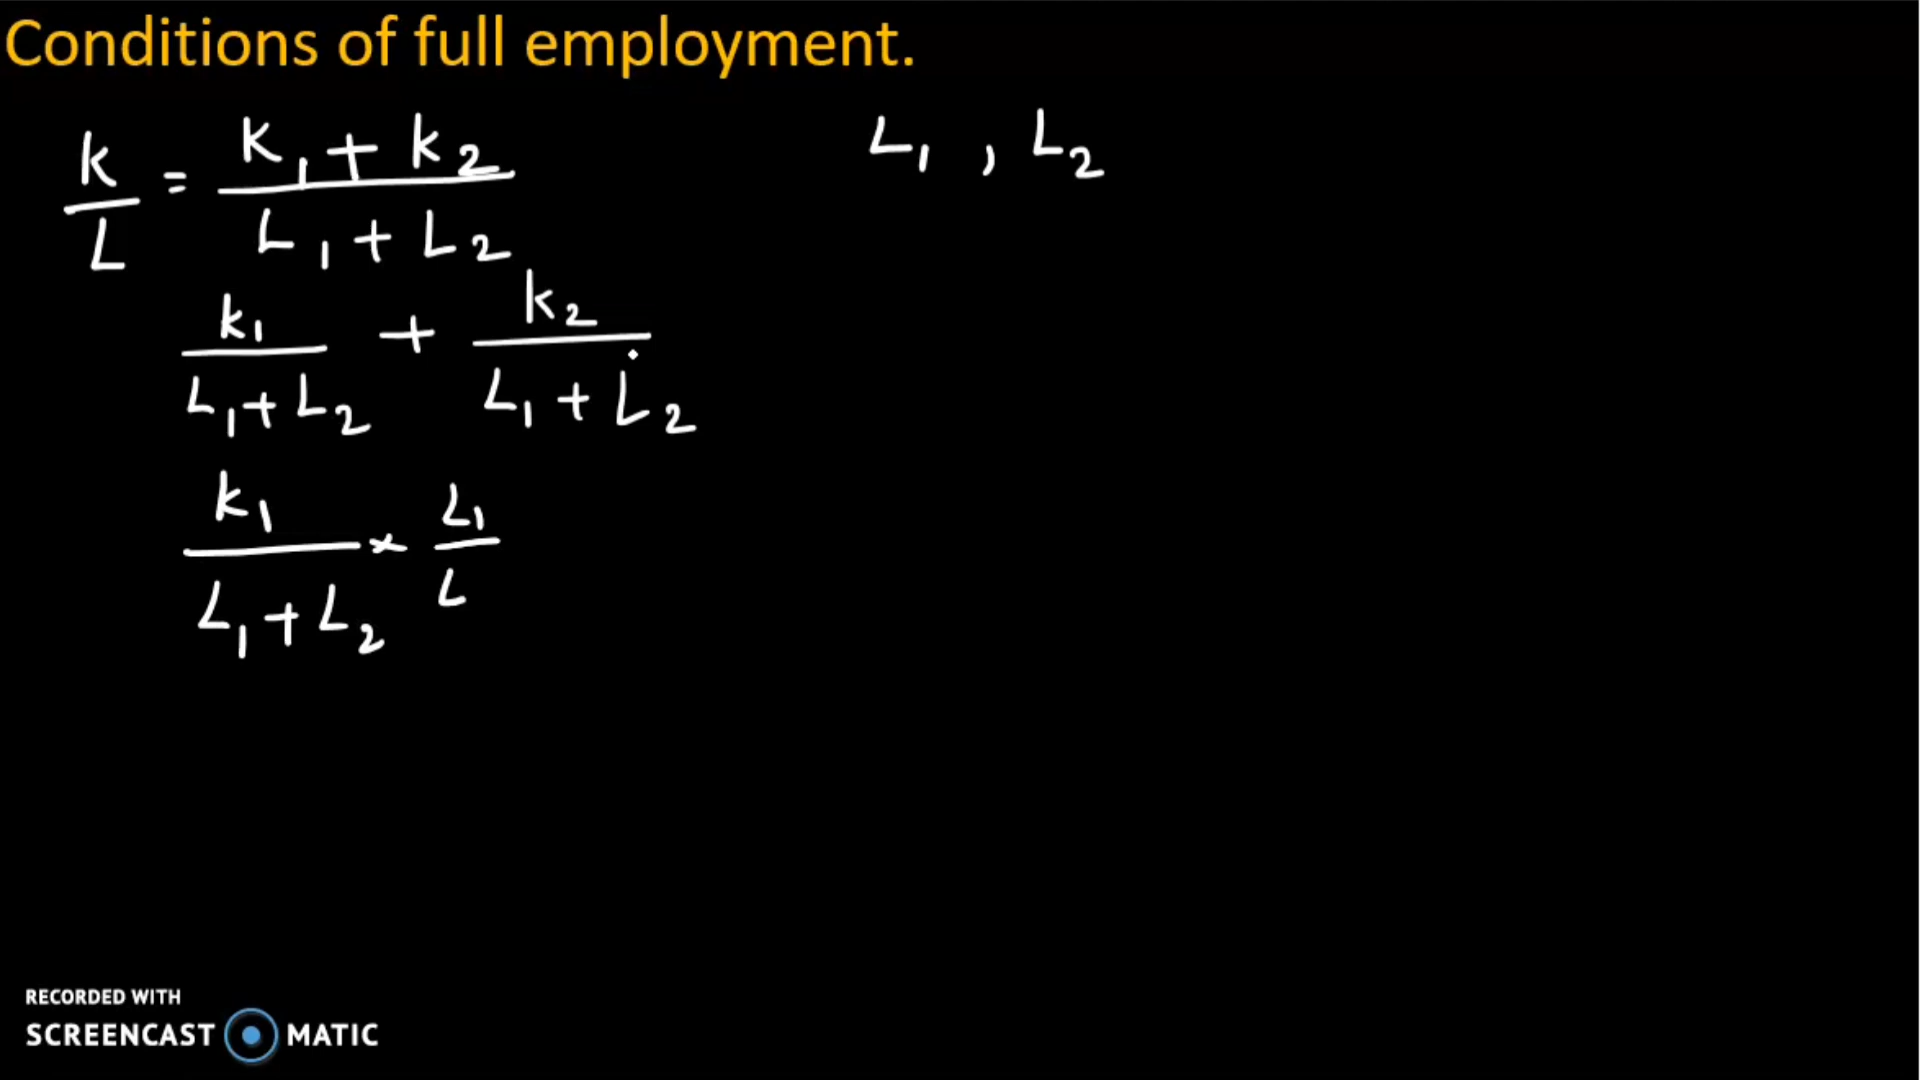 Conditions of full employment.
k/L = (K1 + k2)/(L1 + L2)
L1 , L2
k1/(L1 + L2) + k2/(L1 + L2)
k1/(L1 + L2) × L1/L
RECORDED WITH
SCREENCAST MATIC